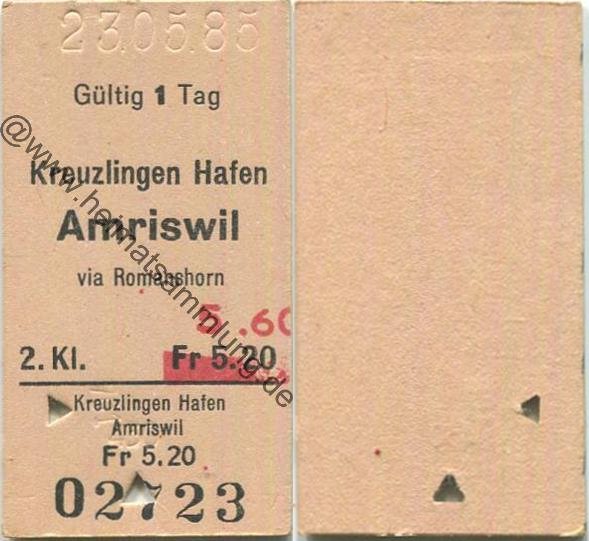 23.05.85
Gültig 1 Tag
Kreuzlingen Hafen
Amriswil
via Romanshorn
5.60
2. Kl. Fr 5.20
Kreuzlingen Hafen
Amriswil
Fr 5.20
02723
@www.heimatsammlung.de